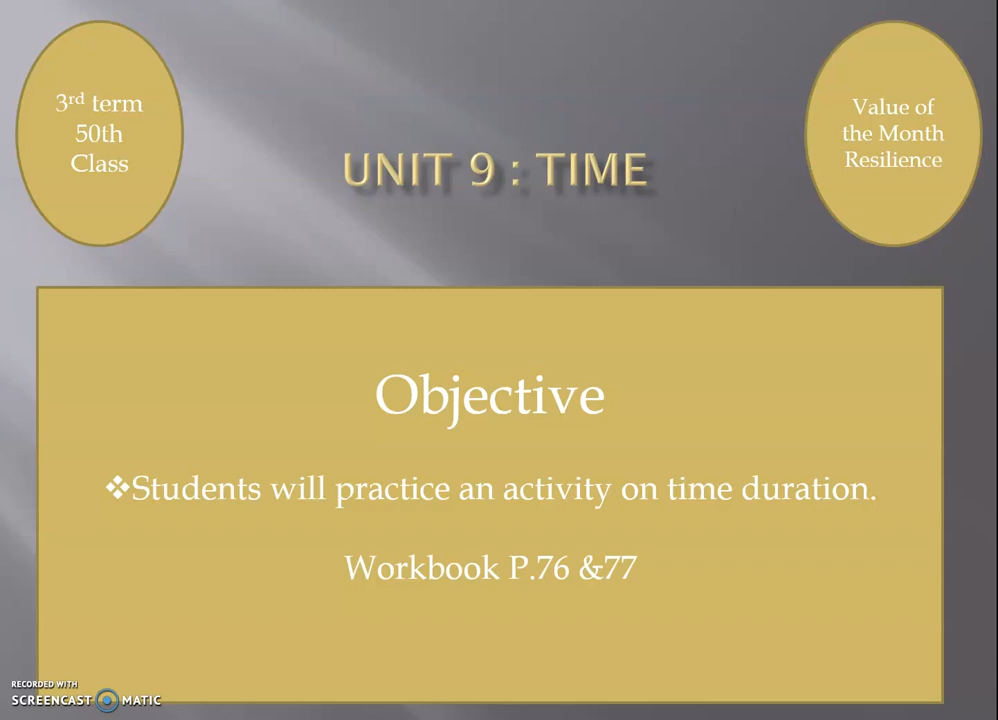 3rd term
50th
Class
Value of
the Month
Resilience
UNIT 9 : TIME
Objective
❖Students will practice an activity on time duration.
Workbook P.76 &77
RECORDED WITH
SCREENCAST MATIC